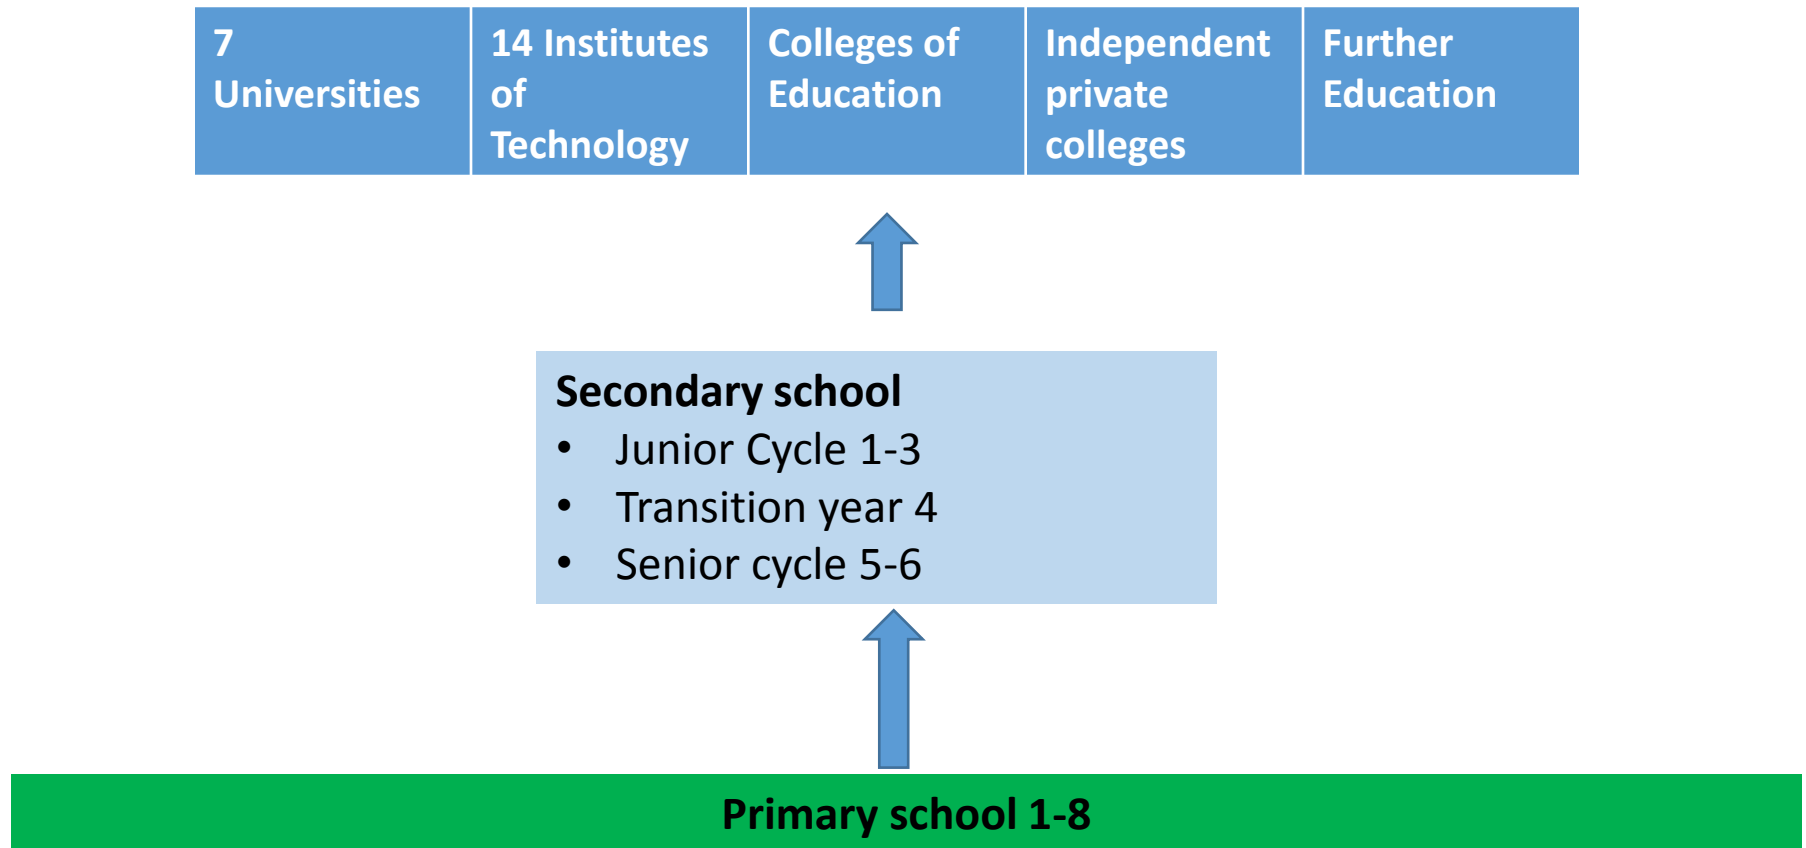 7
Universities
14 Institutes
of
Technology
Colleges of
Education
Independent
private
colleges
Further
Education
Secondary school
• Junior Cycle 1-3
• Transition year 4
• Senior cycle 5-6
Primary school 1-8